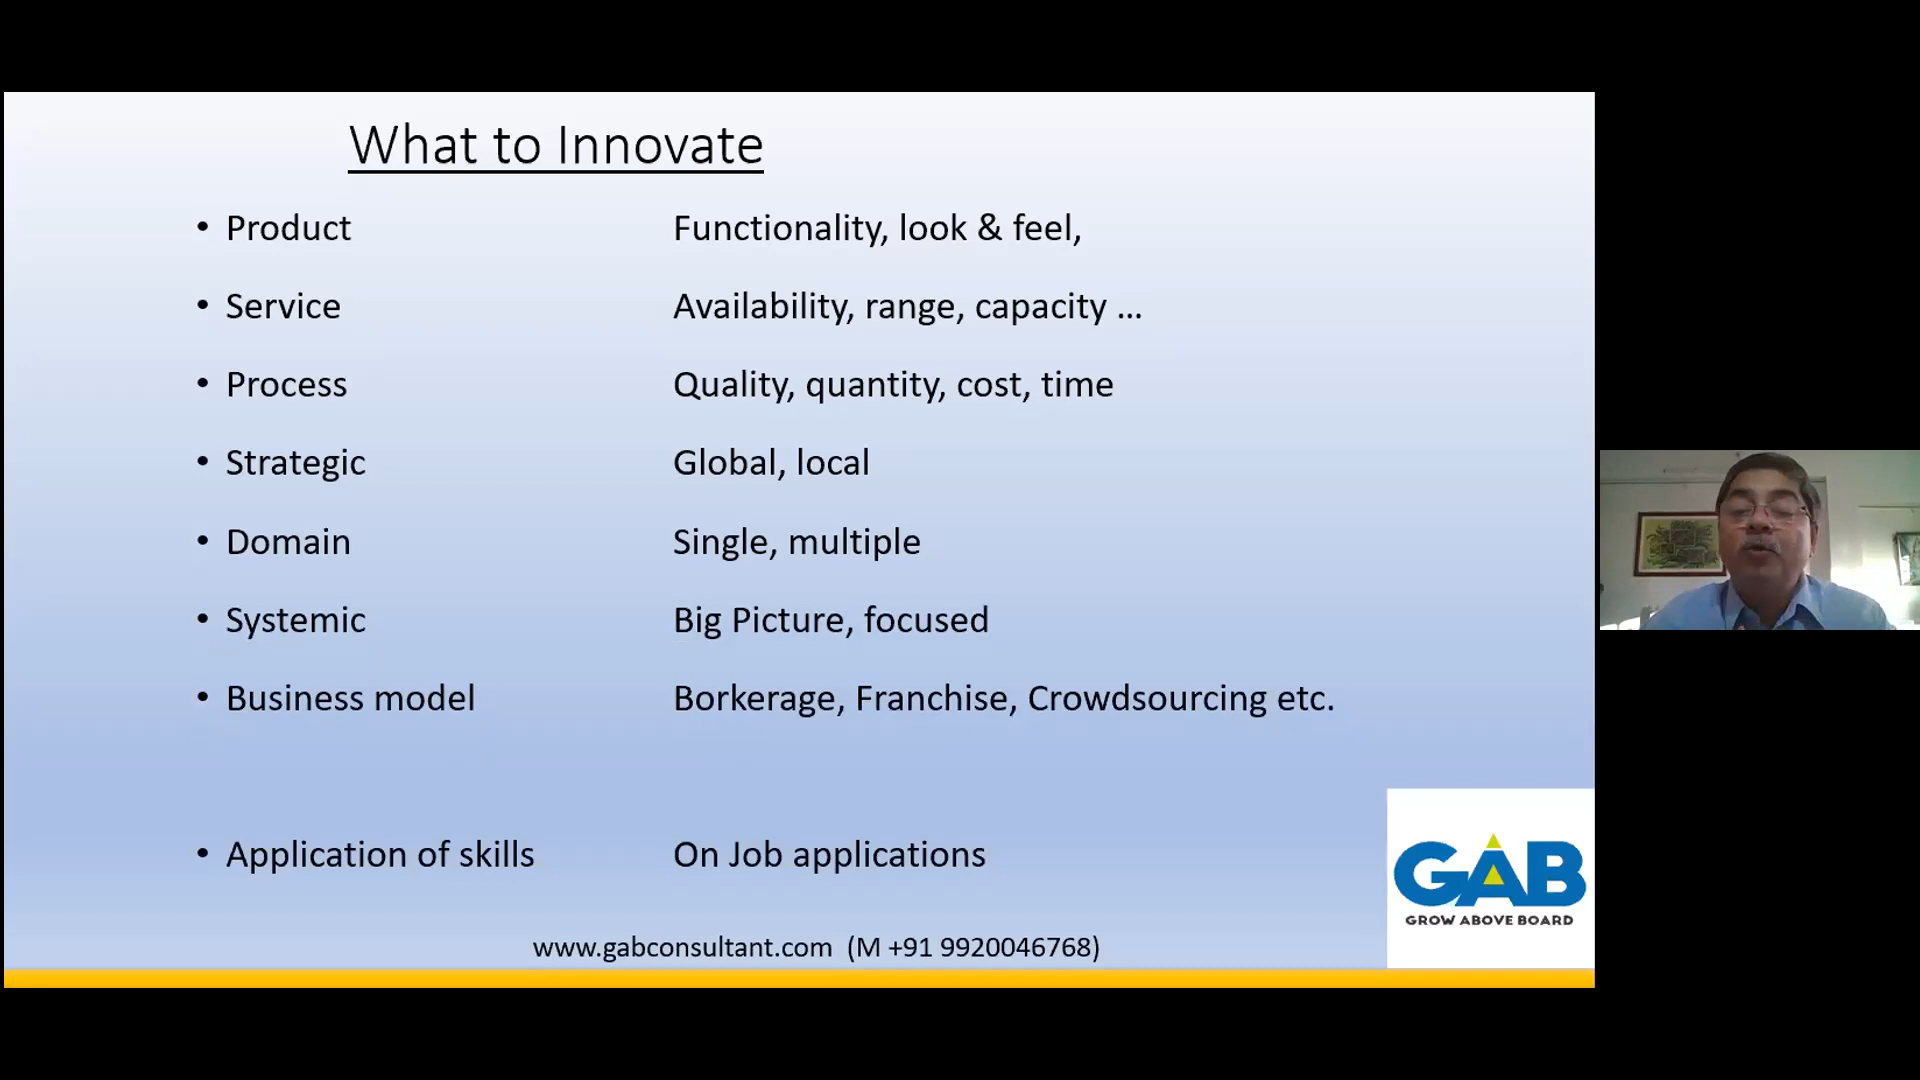 What to Innovate
• Product Functionality, look & feel,
• Service Availability, range, capacity ...
• Process Quality, quantity, cost, time
• Strategic Global, local
• Domain Single, multiple
• Systemic Big Picture, focused
• Business model Borkerage, Franchise, Crowdsourcing etc.
• Application of skills On Job applications
GAB
GROW ABOVE BOARD
www.gabconsultant.com (M +91 9920046768)